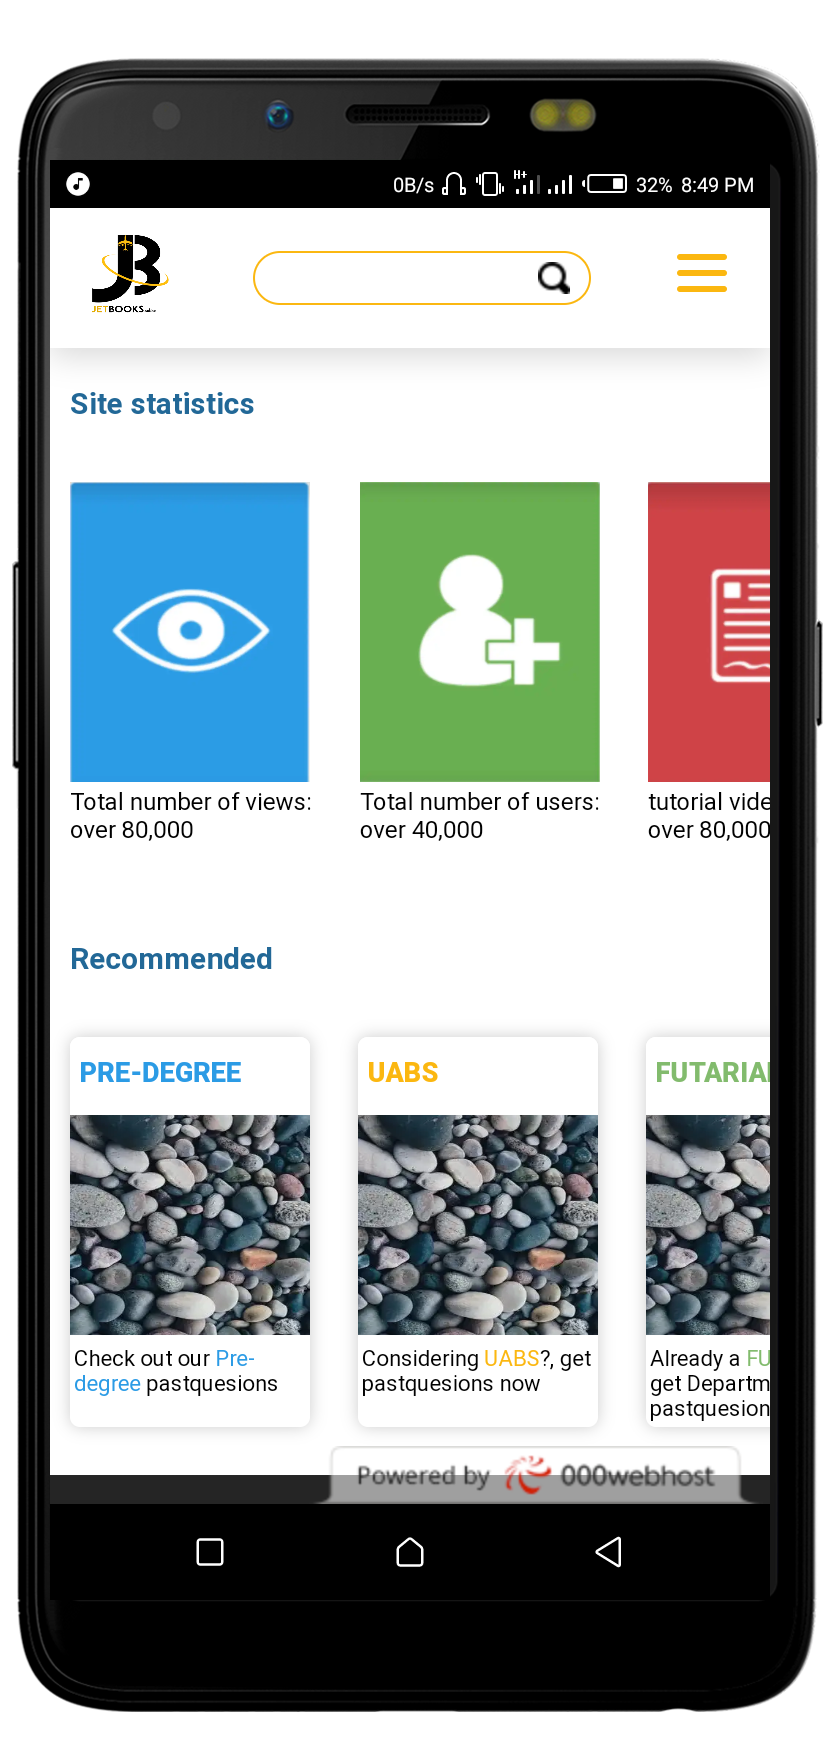 0B/s H+ 32% 8:49 PM
JB
JETBOOKS
Site statistics
Total number of views:
over 80,000
Total number of users:
over 40,000
tutorial vide
over 80,000
Recommended
PRE-DEGREE
Check out our Pre-
degree pastquesions
UABS
Considering UABS?, get
pastquesions now
FUTARIA
Already a FU
get Departm
pastquesion
Powered by 000webhost